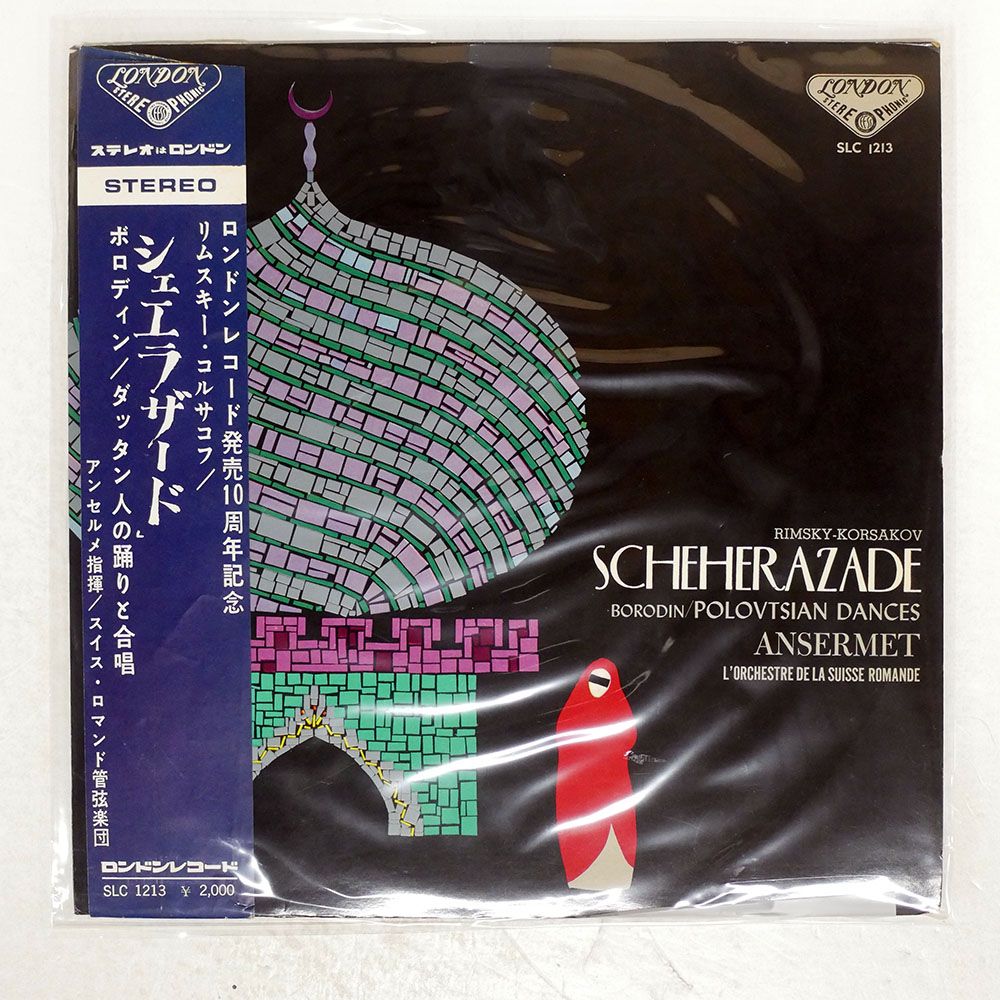 LONDON
STEREOPHONIC
ステレオはロンドン
STEREO
ロンドンレコード発売10周年記念
リムスキー・コルサコフ/
シェエラザード」
ボロディン/ダッタン人の踊りと合唱
アンセルメ指揮/スイス・ロマンド管弦楽団
ロンドンレコード
SLC 1213 ¥ 2,000
LONDON
STEREOPHONIC
SLC 1213
RIMSKY-KORSAKOV
SCHEHERAZADE
BORODIN/POLOVTSIAN DANCES
ANSERMET
L'ORCHESTRE DE LA SUISSE ROMANDE